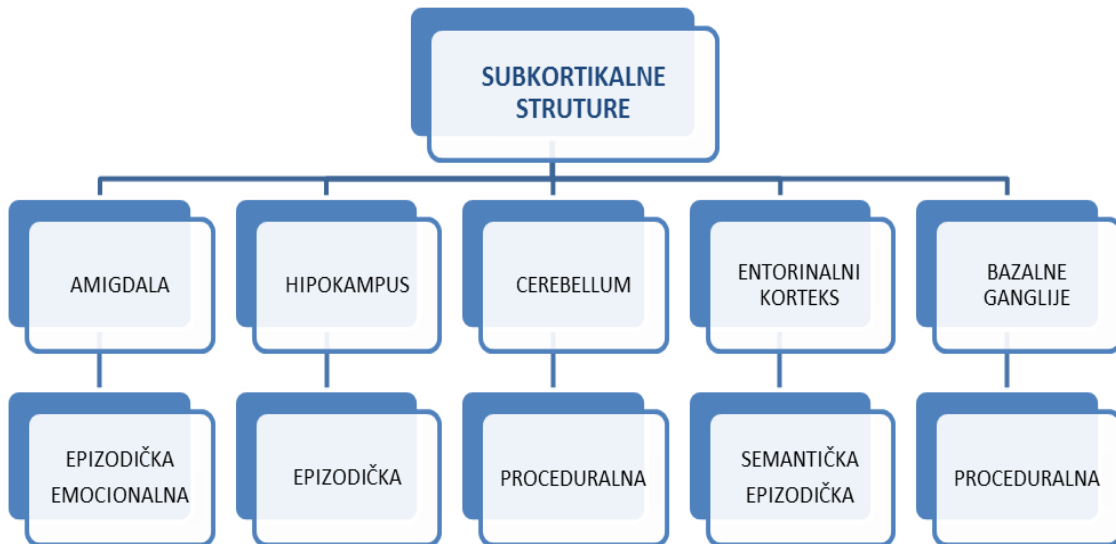 SUBKORTIKALNE
STRUTURE
AMIGDALA
HIPOKAMPUS
CEREBELLUM
ENTORINALNI
KORTEKS
BAZALNE
GANGLIJE
EPIZODIČKA
EMOCIONALNA
EPIZODIČKA
PROCEDURALNA
SEMANTIČKA
EPIZODIČKA
PROCEDURALNA